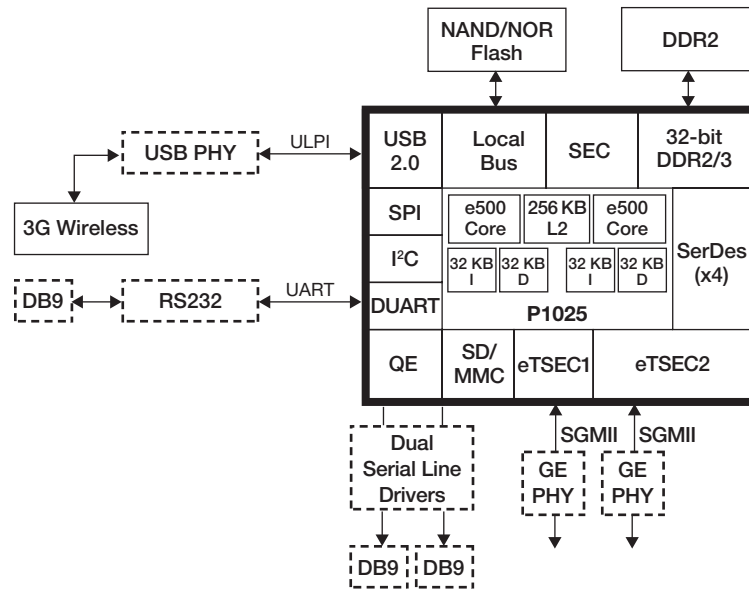 NAND/NOR
Flash
DDR2
USB PHY
ULPI
USB
2.0
Local
Bus
SEC
32-bit
DDR2/3
3G Wireless
SPI
e500
Core
256 KB
L2
e500
Core
SerDes
(x4)
I²C
32 KB
I
32 KB
D
32 KB
I
32 KB
D
DB9
RS232
UART
DUART
P1025
QE
SD/
MMC
eTSEC1
eTSEC2
Dual
Serial Line
Drivers
SGMII
SGMII
GE
PHY
GE
PHY
DB9
DB9